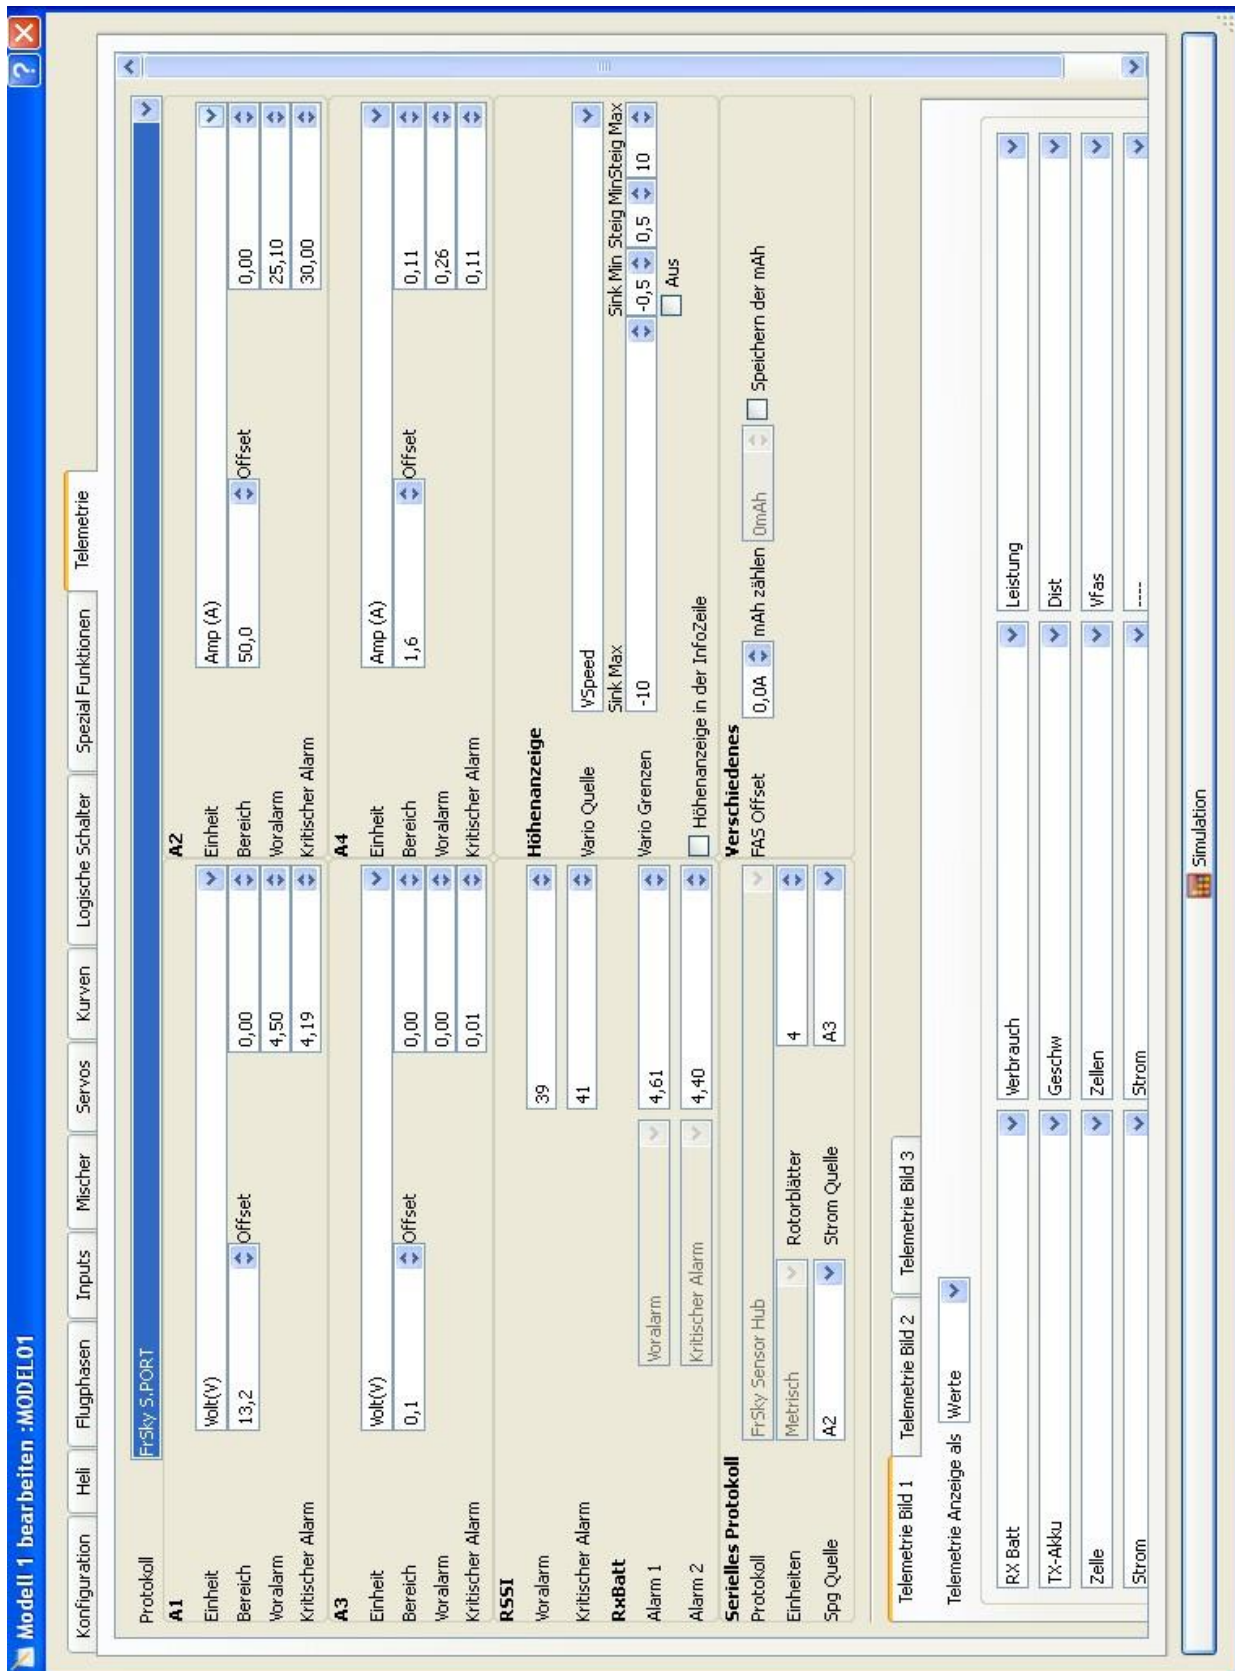 Modell 1 bearbeiten :MODEL01
Konfiguration Heli Flugphasen Inputs Mischer Servos Kurven Logische Schalter Spezial Funktionen Telemetrie
Protokoll FrSky S.PORT
A1 A2
Einheit Volt(V) Einheit Amp (A)
Bereich 13,2 Offset 0,00 Bereich 50,0 Offset 0,00
Voralarm 4,50 Voralarm 25,10
Kritischer Alarm 4,19 Kritischer Alarm 30,00
A3 A4
Einheit Volt(V) Einheit Amp (A)
Bereich 0,1 Offset 0,00 Bereich 1,6 Offset 0,11
Voralarm 0,00 Voralarm 0,26
Kritischer Alarm 0,01 Kritischer Alarm 0,11
RSSI Höhenanzeige
Voralarm 39
Kritischer Alarm 41 Vario Quelle VSpeed
RxBatt Sink Max Sink Min Steig Min Steig Max
Alarm 1 Voralarm 4,61 Vario Grenzen -10 -0,5 0,5 10
Aus
Alarm 2 Kritischer Alarm 4,40 Höhenanzeige in der InfoZeile
Serielles Protokoll Verschiedenes
Protokoll FrSky Sensor Hub FAS Offset 0,0A mAh zählen 0mAh Speichern der mAh
Einheiten Metrisch Rotorblätter 4
Spg Quelle A2 Strom Quelle A3
Telemetrie Bild 1 Telemetrie Bild 2 Telemetrie Bild 3
Telemetrie Anzeige als Werte
RX Batt Verbrauch Leistung
TX-Akku Geschw Dist
Zelle Zellen Vfas
Strom Strom ----
Simulation